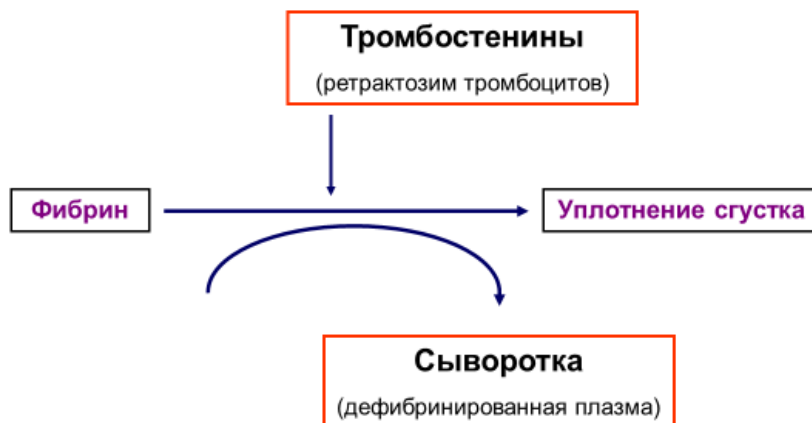 Тромбостенины
(ретрактозим тромбоцитов)
Фибрин
Уплотнение сгустка
Сыворотка
(дефибринированная плазма)